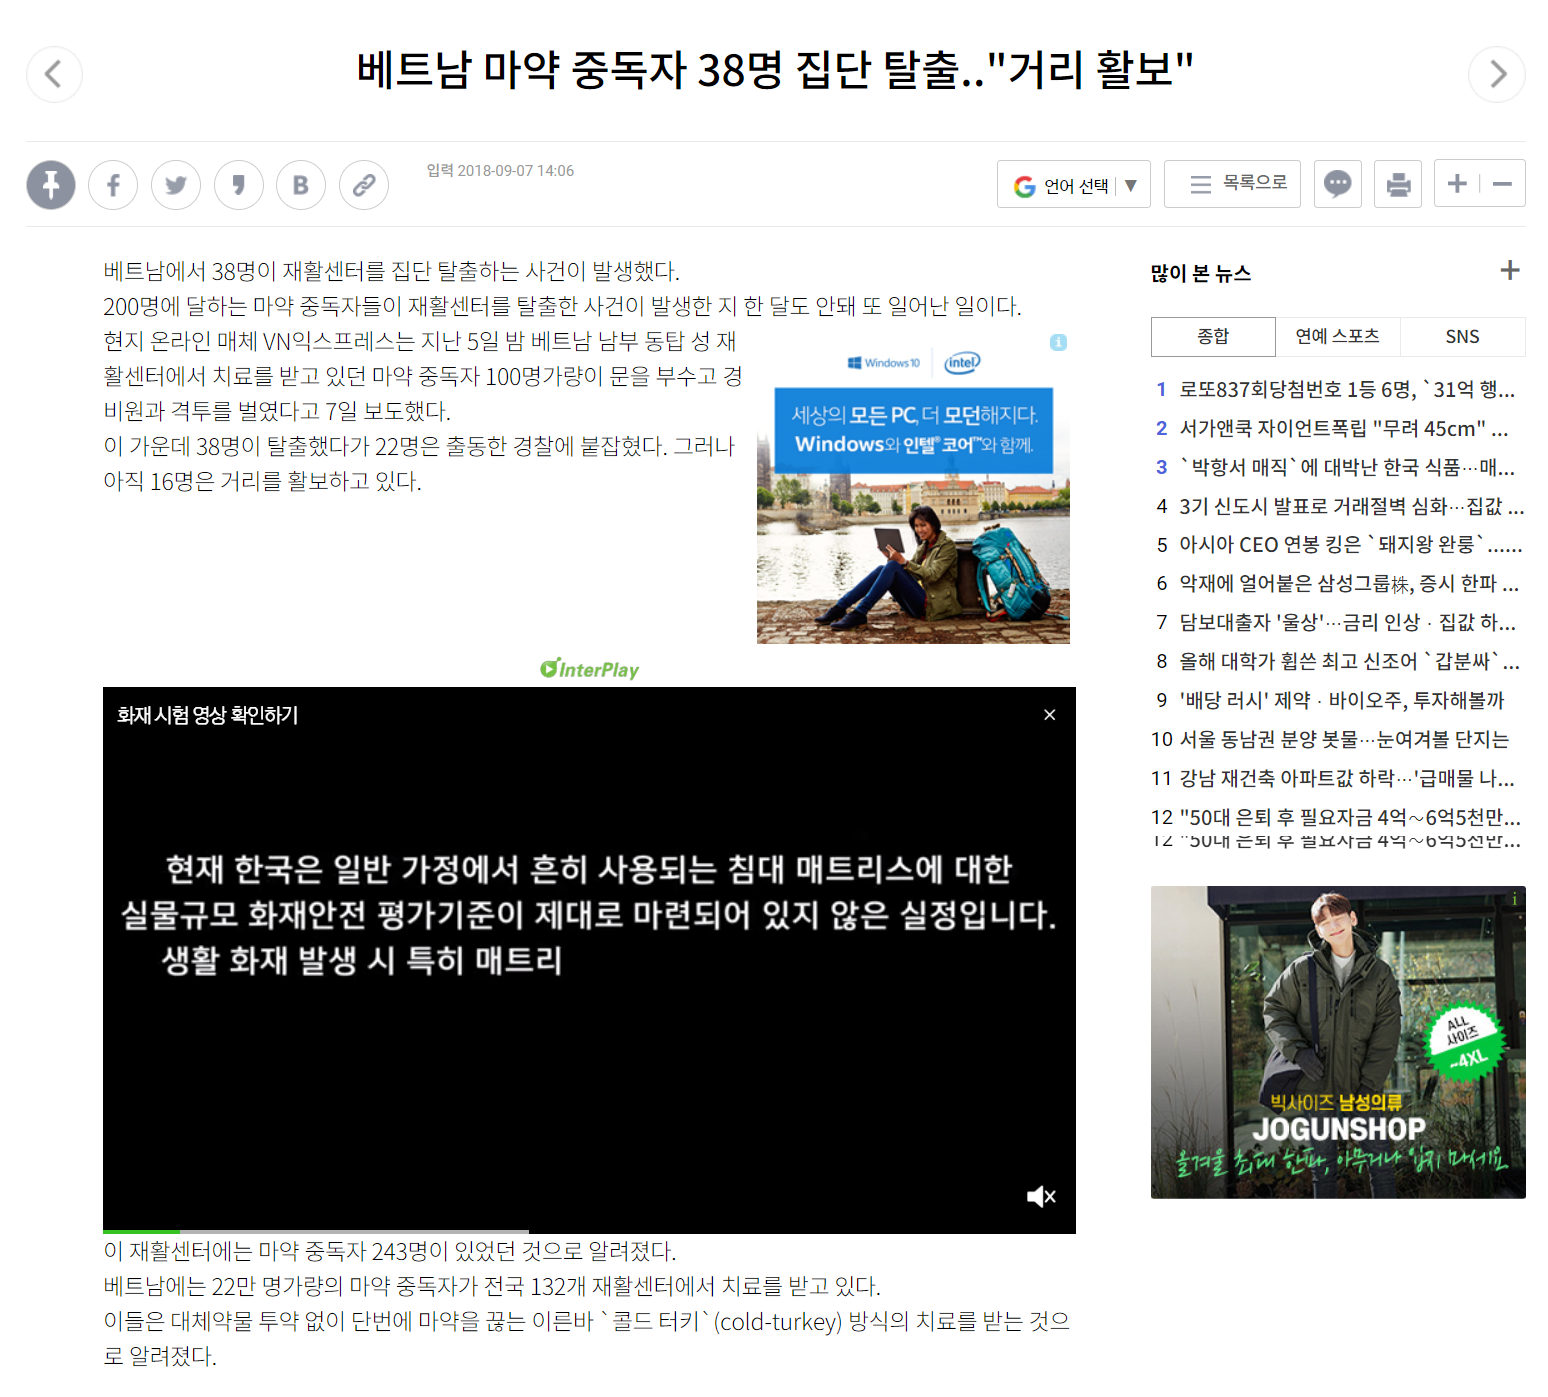 베트남 마약 중독자 38명 집단 탈출.."거리 활보"
B
입력 2018-09-07 14:06
언어 선택 ▼
목록으로
베트남에서 38명이 재활센터를 집단 탈출하는 사건이 발생했다.
200명에 달하는 마약 중독자들이 재활센터를 탈출한 사건이 발생한 지 한 달도 안돼 또 일어난 일이다.
현지 온라인 매체 VN익스프레스는 지난 5일 밤 베트남 남부 동탑 성 재
활센터에서 치료를 받고 있던 마약 중독자 100명가량이 문을 부수고 경
비원과 격투를 벌였다고 7일 보도했다.
이 가운데 38명이 탈출했다가 22명은 출동한 경찰에 붙잡혔다. 그러나
아직 16명은 거리를 활보하고 있다.
Windows 10
intel
세상의 모든 PC, 더 모던해지다.
Windows와 인텔® 코어™와 함께.
InterPlay
화재 시험 영상 확인하기
현재 한국은 일반 가정에서 흔히 사용되는 침대 매트리스에 대한
실물규모 화재안전 평가기준이 제대로 마련되어 있지 않은 실정입니다.
생활 화재 발생 시 특히 매트리
이 재활센터에는 마약 중독자 243명이 있었던 것으로 알려졌다.
베트남에는 22만 명가량의 마약 중독자가 전국 132개 재활센터에서 치료를 받고 있다.
이들은 대체약물 투약 없이 단번에 마약을 끊는 이른바 `콜드 터키`(cold-turkey) 방식의 치료를 받는 것으
로 알려졌다.
많이 본 뉴스
종합 연예 스포츠 SNS
1 로또837회당첨번호 1등 6명, `31억 행...
2 서가앤쿡 자이언트폭립 "무려 45cm" ...
3 `박항서 매직`에 대박난 한국 식품…매...
4 3기 신도시 발표로 거래절벽 심화…집값 ...
5 아시아 CEO 연봉 킹은 `돼지왕 완룽`......
6 악재에 얼어붙은 삼성그룹株, 증시 한파 ...
7 담보대출자 '울상'…금리 인상ㆍ집값 하...
8 올해 대학가 휩쓴 최고 신조어 `갑분싸`...
9 '배당 러시' 제약ㆍ바이오주, 투자해볼까
10 서울 동남권 분양 봇물…눈여겨볼 단지는
11 강남 재건축 아파트값 하락…'급매물 나...
12 "50대 은퇴 후 필요자금 4억∼6억5천만...
12 "50대 은퇴 후 필요자금 4억∼6억5천만...
ALL
사이즈
~4XL
빅사이즈 남성의류
JOGUNSHOP
올겨울 최대 한파, 아무거나 입지 마세요